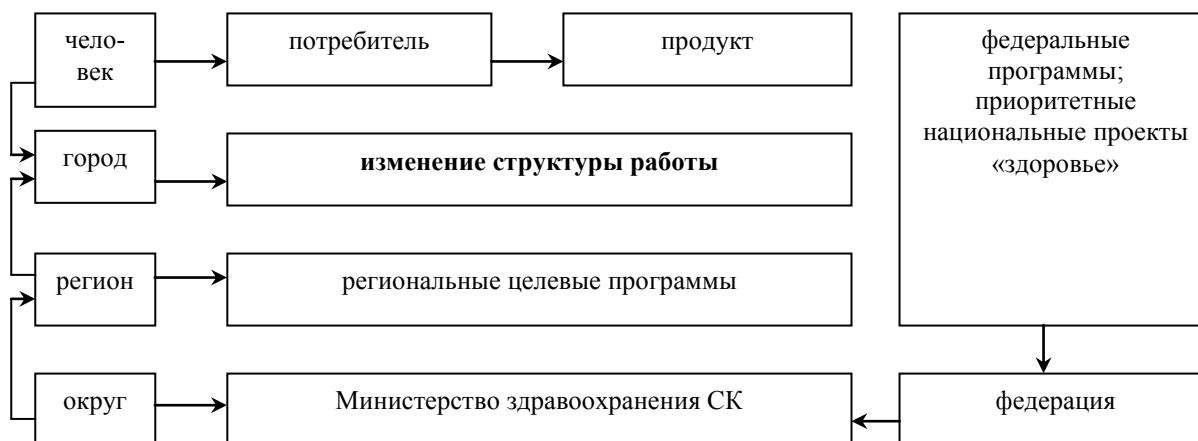 чело-
век
потребитель
продукт
федеральные
программы;
приоритетные
национальные проекты
«здоровье»
город
изменение структуры работы
регион
региональные целевые программы
округ
Министерство здравоохранения СК
федерация